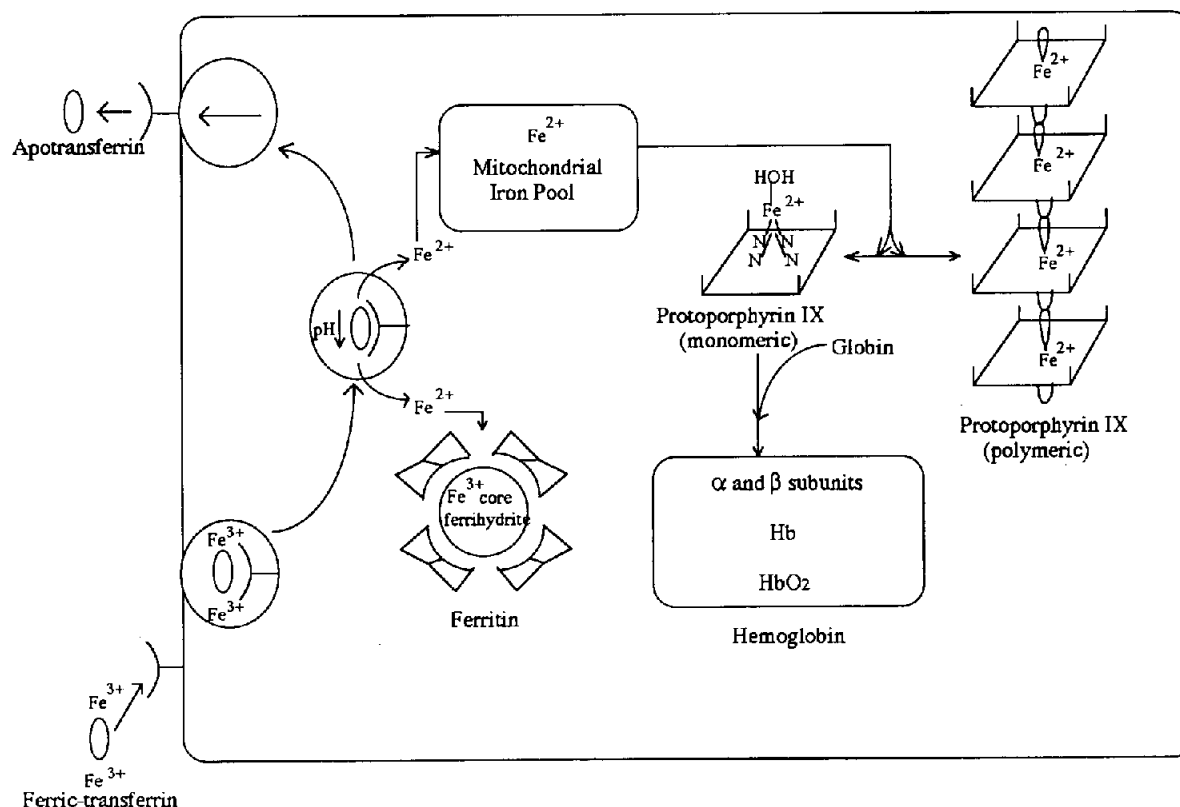 Apotransferrin
Fe2+
Mitochondrial
Iron Pool
Fe2+
pH
Fe2+
HOH
Fe2+
N N
N N
Protoporphyrin IX
(monomeric)
Globin
Fe2+
Fe2+
Fe2+
Fe2+
Protoporphyrin IX
(polymeric)
Fe3+ core
ferrihydrite
Ferritin
α and β subunits
Hb
HbO2
Hemoglobin
Fe3+
Fe3+
Fe3+
Fe3+
Ferric-transferrin